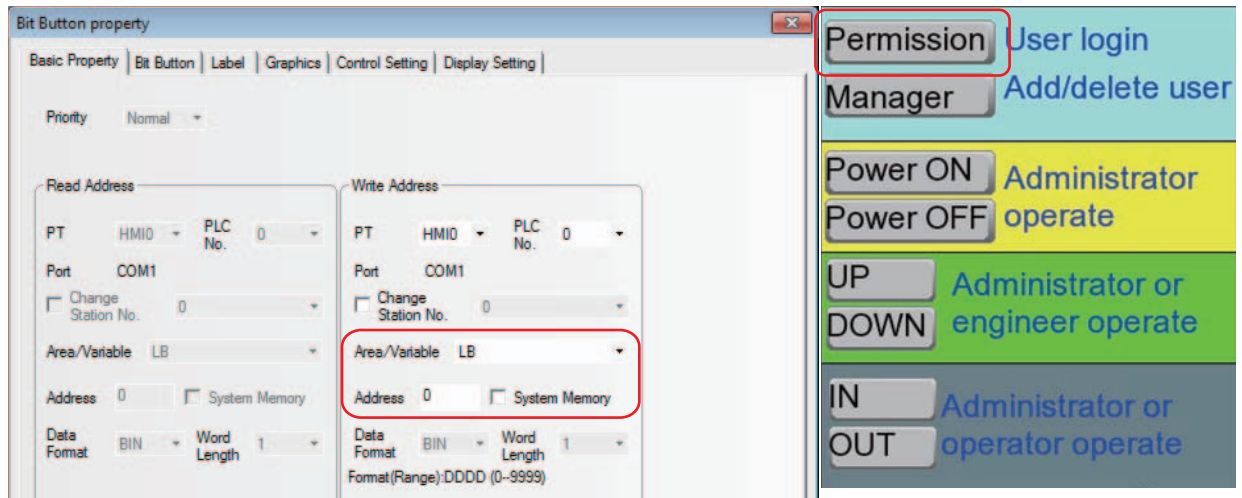 Bit Button property
Basic Property Bit Button Label Graphics Control Setting Display Setting
Priority Normal
Read Address
PT HMI0 PLC No. 0
Port COM1
Change Station No. 0
Area/Variable LB
Address 0 System Memory
Data Format BIN Word Length 1
Write Address
PT HMI0 PLC No. 0
Port COM1
Change Station No. 0
Area/Variable LB
Address 0 System Memory
Data Format BIN Word Length 1
Format(Range):DDDD (0--9999)
Permission User login
Manager Add/delete user
Power ON Administrator
Power OFF operate
UP Administrator or
DOWN engineer operate
IN Administrator or
OUT operator operate